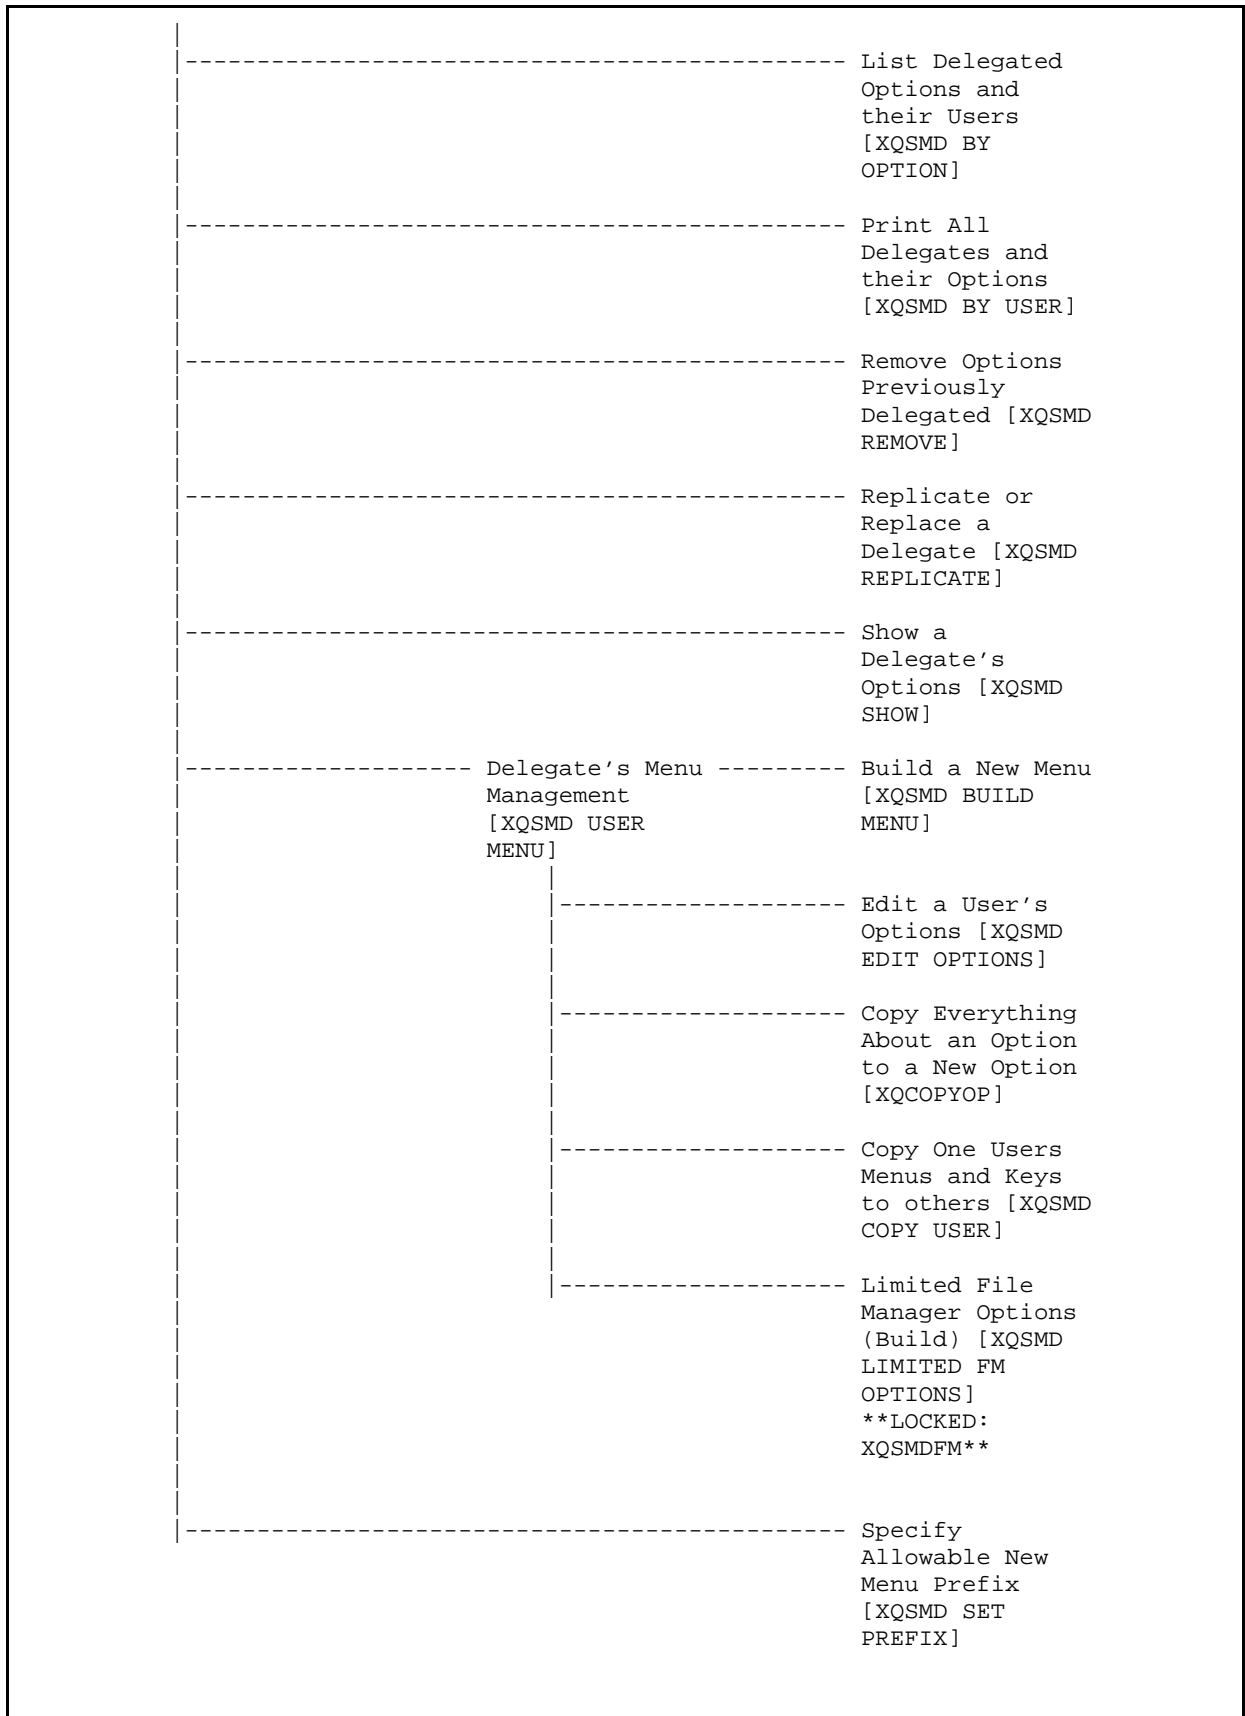 List Delegated
Options and
their Users
[XQSMD BY
OPTION]
Print All
Delegates and
their Options
[XQSMD BY USER]
Remove Options
Previously
Delegated [XQSMD
REMOVE]
Replicate or
Replace a
Delegate [XQSMD
REPLICATE]
Show a
Delegate’s
Options [XQSMD
SHOW]
Delegate’s Menu --------- Build a New Menu
Management [XQSMD BUILD
[XQSMD USER MENU]
MENU]
Edit a User’s
Options [XQSMD
EDIT OPTIONS]
Copy Everything
About an Option
to a New Option
[XQCOPYOP]
Copy One Users
Menus and Keys
to others [XQSMD
COPY USER]
Limited File
Manager Options
(Build) [XQSMD
LIMITED FM
OPTIONS]
**LOCKED:
XQSMDFM**
Specify
Allowable New
Menu Prefix
[XQSMD SET
PREFIX]